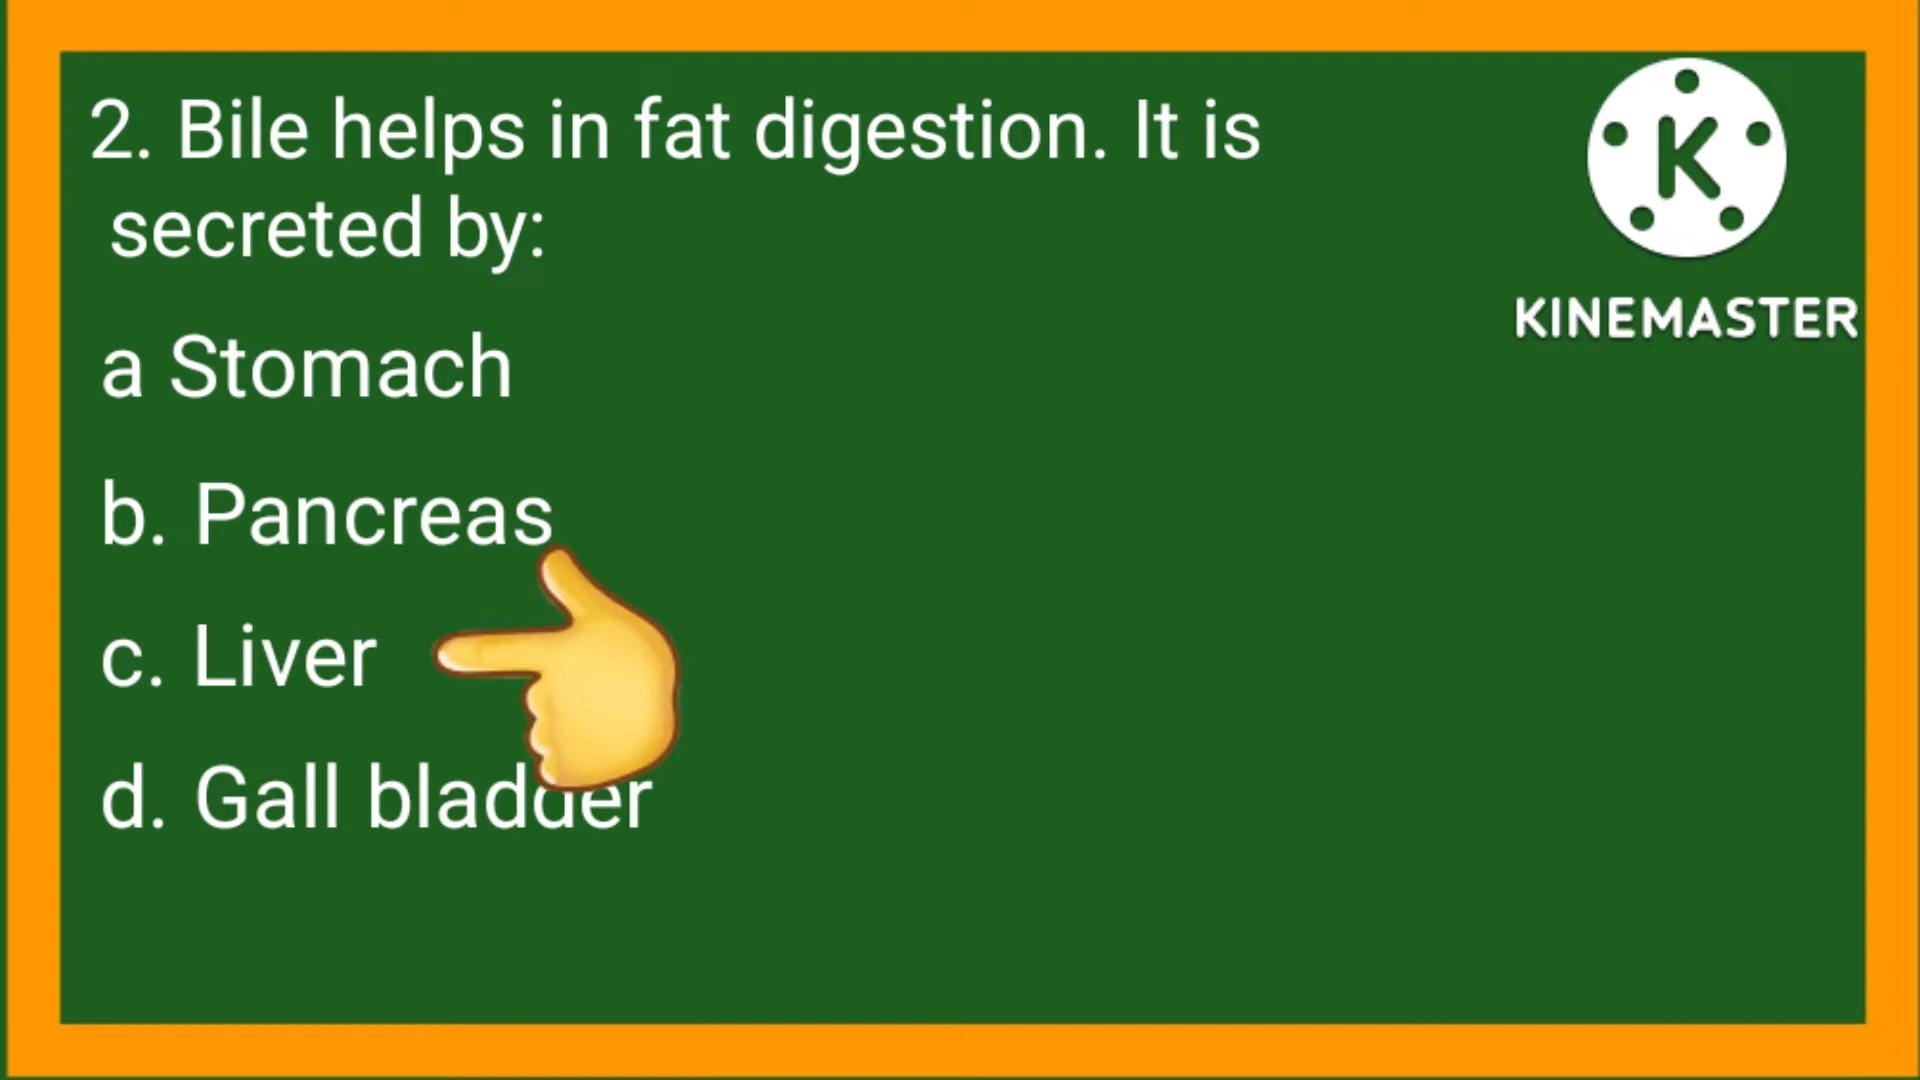 2. Bile helps in fat digestion. It is
secreted by:
a Stomach
b. Pancreas
c. Liver
d. Gall bladder
K
KINEMASTER